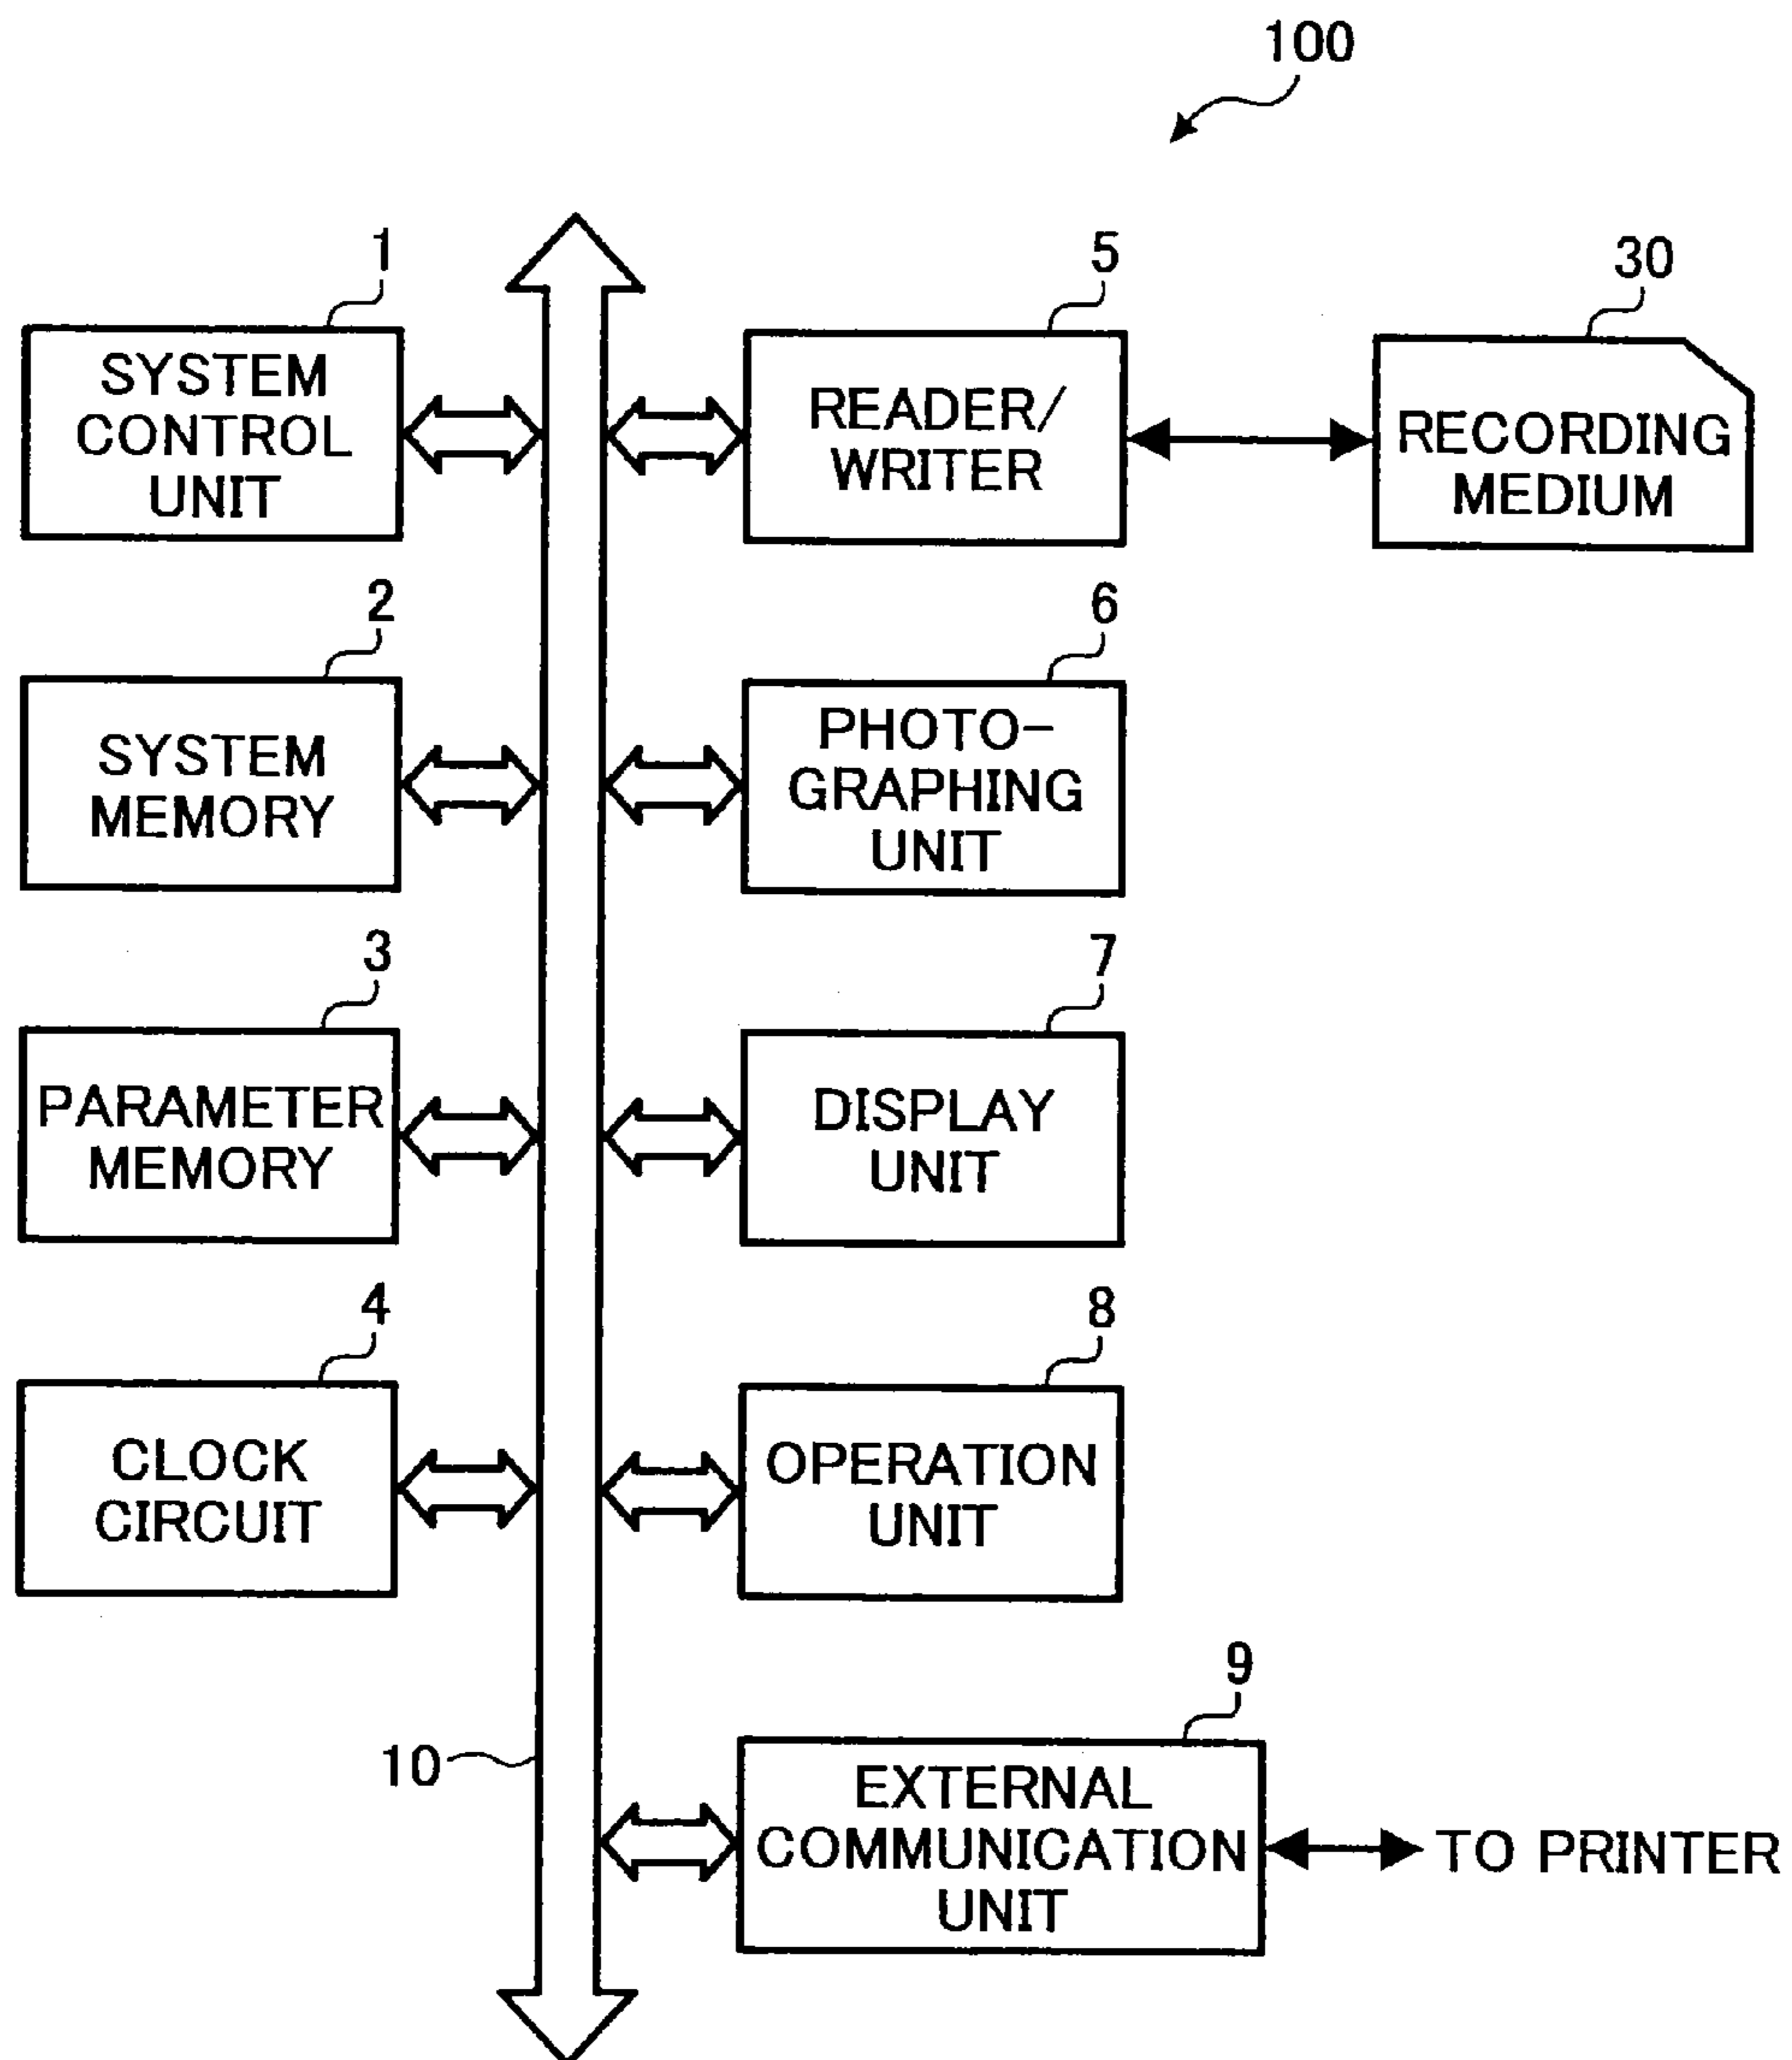 100
1
SYSTEM
CONTROL
UNIT
5
READER/
WRITER
30
RECORDING
MEDIUM
2
SYSTEM
MEMORY
6
PHOTO-
GRAPHING
UNIT
3
PARAMETER
MEMORY
7
DISPLAY
UNIT
4
CLOCK
CIRCUIT
8
OPERATION
UNIT
10
9
EXTERNAL
COMMUNICATION
UNIT
TO PRINTER